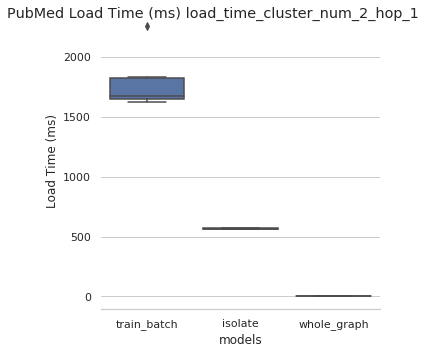 PubMed Load Time (ms) load_time_cluster_num_2_hop_1
2000
1500
1000
500
0
Load Time (ms)
train_batch isolate whole_graph
models